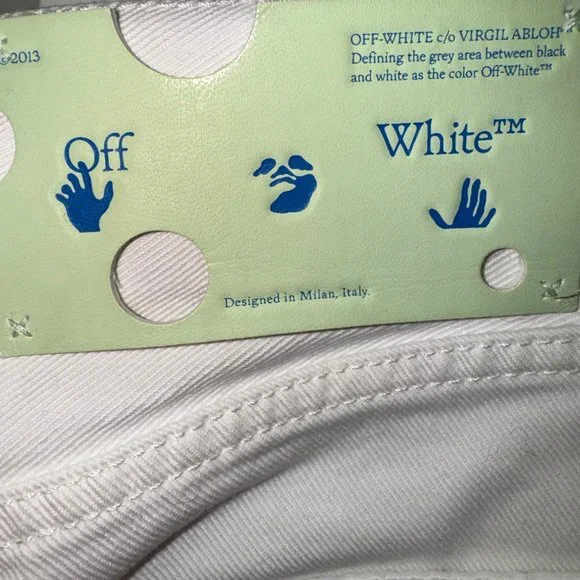 ©2013
OFF-WHITE c/o VIRGIL ABLOH™
Defining the grey area between black
and white as the color Off-White™
Off
White™
Designed in Milan, Italy.